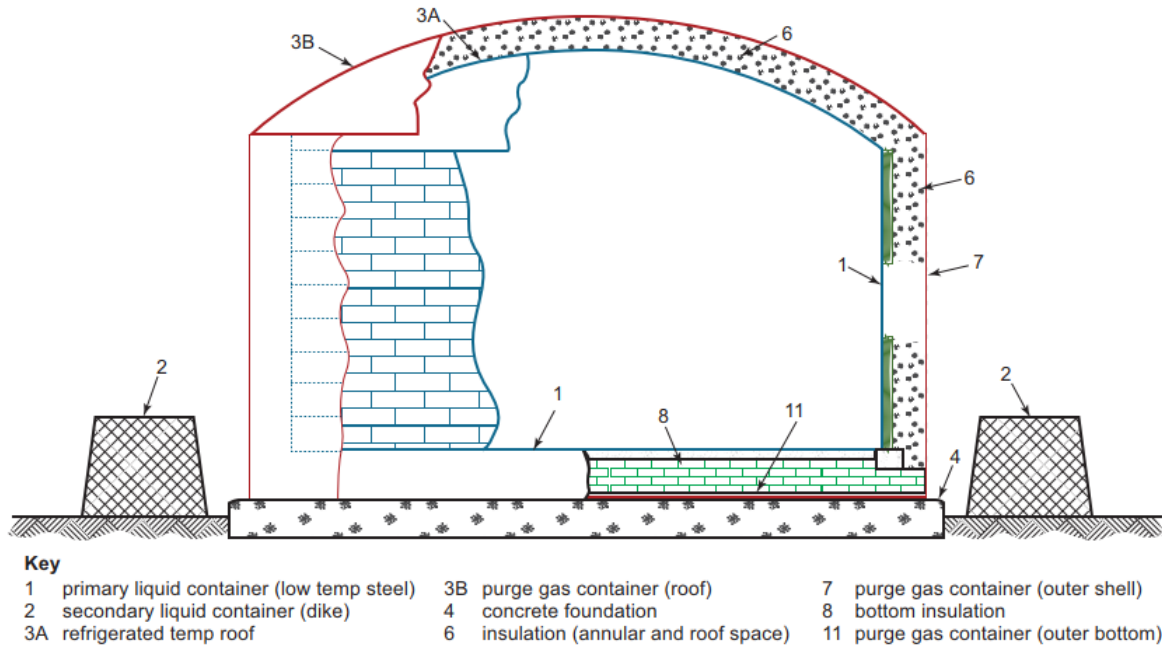 3A
3B
6
6
1
7
2
2
1
8
11
4
Key
1 primary liquid container (low temp steel)
2 secondary liquid container (dike)
3A refrigerated temp roof
3B purge gas container (roof)
4 concrete foundation
6 insulation (annular and roof space)
7 purge gas container (outer shell)
8 bottom insulation
11 purge gas container (outer bottom)